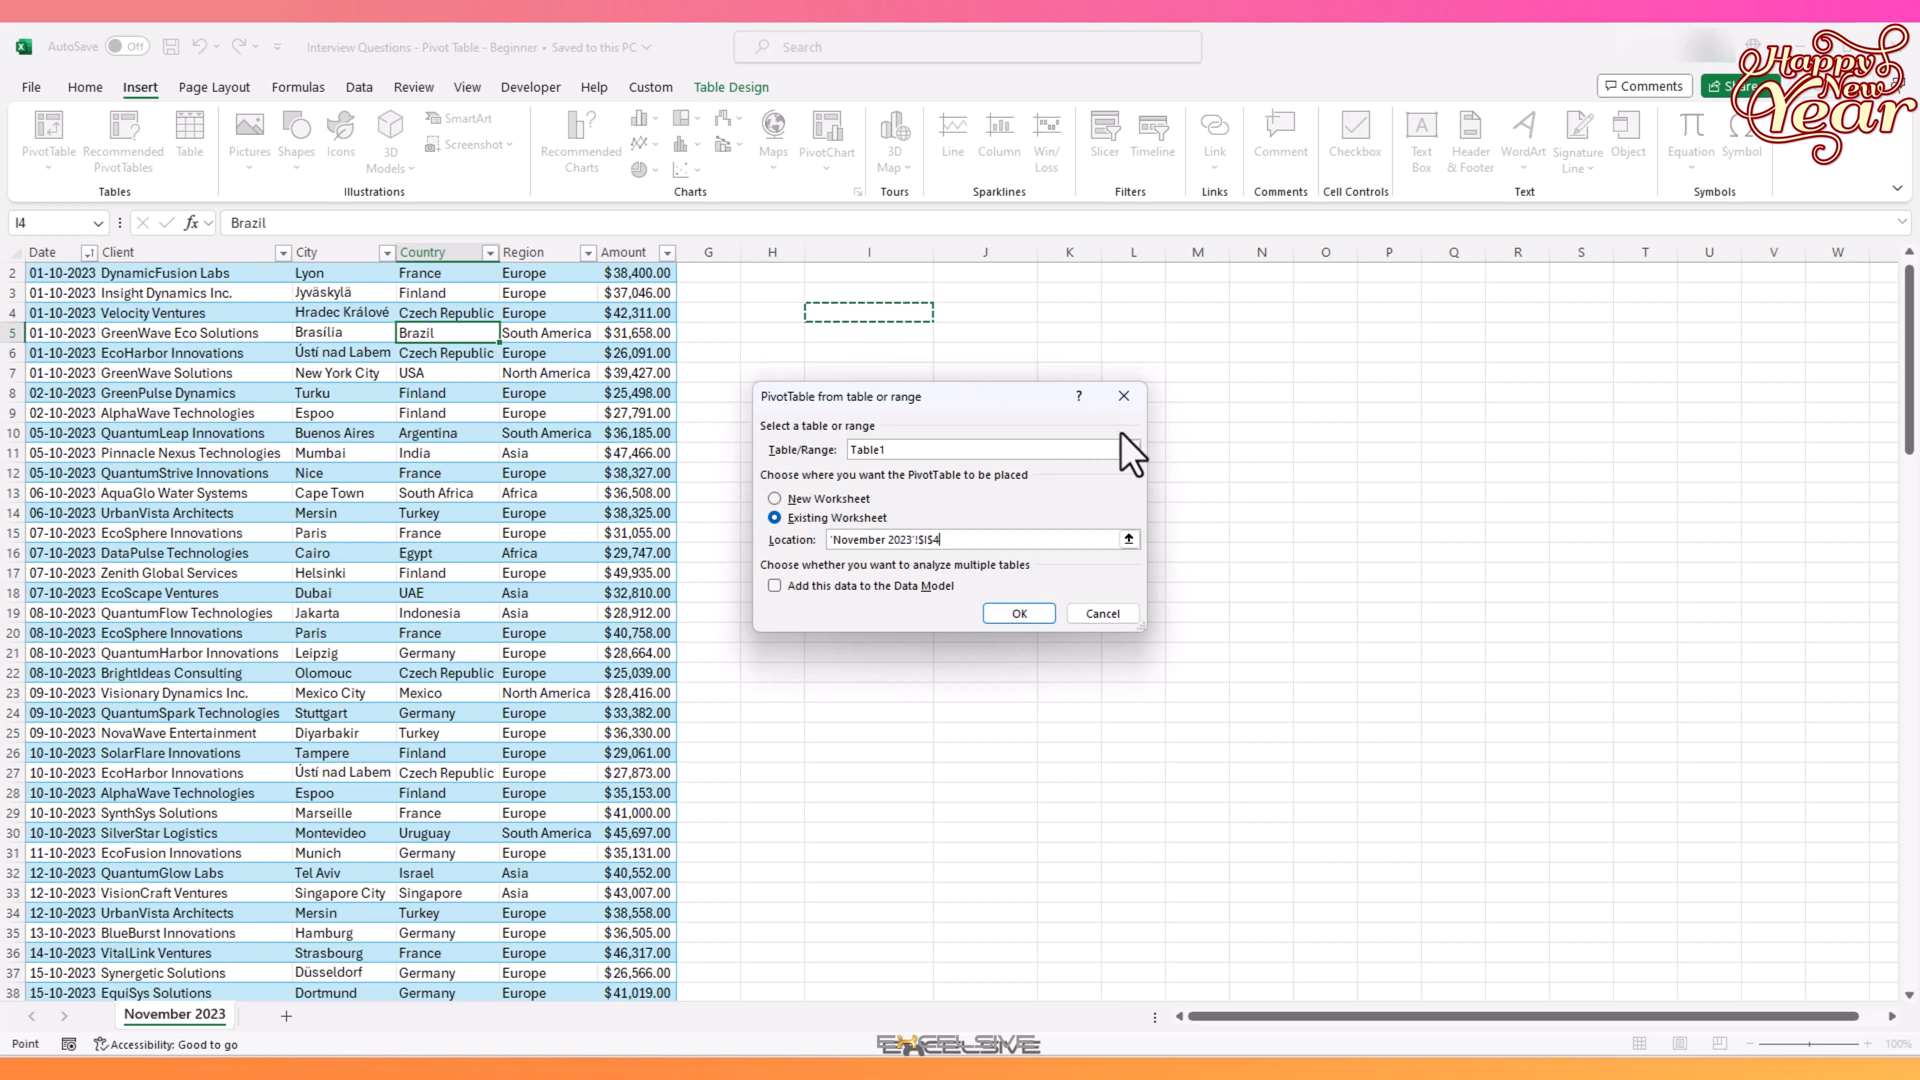 AutoSave Off Interview Questions - Pivot Table - Beginner • Saved to this PC Search
Happy New Year
File Home Insert Page Layout Formulas Data Review View Developer Help Custom Table Design Comments Share
PivotTable Recommended PivotTables Table Pictures Shapes Icons 3D Models SmartArt Screenshot Recommended Charts Maps PivotChart 3D Map Line Column Win/Loss Slicer Timeline Link Comment Checkbox Text Box Header & Footer WordArt Signature Line Object Equation Symbol
Tables Illustrations Charts Tours Sparklines Filters Links Comments Cell Controls Text Symbols
I4 fx Brazil
Date Client City Country Region Amount G H I J K L M N O P Q R S T U V W
2 01-10-2023 DynamicFusion Labs Lyon France Europe $38,400.00
3 01-10-2023 Insight Dynamics Inc. Jyväskylä Finland Europe $37,046.00
4 01-10-2023 Velocity Ventures Hradec Králové Czech Republic Europe $42,311.00
5 01-10-2023 GreenWave Eco Solutions Brasília Brazil South America $31,658.00
6 01-10-2023 EcoHarbor Innovations Ústí nad Labem Czech Republic Europe $26,091.00
7 01-10-2023 GreenWave Solutions New York City USA North America $39,427.00
8 02-10-2023 GreenPulse Dynamics Turku Finland Europe $25,498.00
9 02-10-2023 AlphaWave Technologies Espoo Finland Europe $27,791.00
10 05-10-2023 QuantumLeap Innovations Buenos Aires Argentina South America $36,185.00
11 05-10-2023 Pinnacle Nexus Technologies Mumbai India Asia $47,466.00
12 05-10-2023 QuantumStrive Innovations Nice France Europe $38,327.00
13 06-10-2023 AquaGlo Water Systems Cape Town South Africa Africa $36,508.00
14 06-10-2023 UrbanVista Architects Mersin Turkey Europe $38,325.00
15 07-10-2023 EcoSphere Innovations Paris France Europe $31,055.00
16 07-10-2023 DataPulse Technologies Cairo Egypt Africa $29,747.00
17 07-10-2023 Zenith Global Services Helsinki Finland Europe $49,935.00
18 07-10-2023 EcoScape Ventures Dubai UAE Asia $32,810.00
19 08-10-2023 QuantumFlow Technologies Jakarta Indonesia Asia $28,912.00
20 08-10-2023 EcoSphere Innovations Paris France Europe $40,758.00
21 08-10-2023 QuantumHarbor Innovations Leipzig Germany Europe $28,664.00
22 08-10-2023 BrightIdeas Consulting Olomouc Czech Republic Europe $25,039.00
23 09-10-2023 Visionary Dynamics Inc. Mexico City Mexico North America $28,416.00
24 09-10-2023 QuantumSpark Technologies Stuttgart Germany Europe $33,382.00
25 09-10-2023 NovaWave Entertainment Diyarbakir Turkey Europe $36,330.00
26 10-10-2023 SolarFlare Innovations Tampere Finland Europe $29,061.00
27 10-10-2023 EcoHarbor Innovations Ústí nad Labem Czech Republic Europe $27,873.00
28 10-10-2023 AlphaWave Technologies Espoo Finland Europe $35,153.00
29 10-10-2023 SynthSys Solutions Marseille France Europe $41,000.00
30 10-10-2023 SilverStar Logistics Montevideo Uruguay South America $45,697.00
31 11-10-2023 EcoFusion Innovations Munich Germany Europe $35,131.00
32 12-10-2023 QuantumGlow Labs Tel Aviv Israel Asia $40,552.00
33 12-10-2023 VisionCraft Ventures Singapore City Singapore Asia $43,007.00
34 12-10-2023 UrbanVista Architects Mersin Turkey Europe $38,558.00
35 13-10-2023 BlueBurst Innovations Hamburg Germany Europe $36,505.00
36 14-10-2023 VitalLink Ventures Strasbourg France Europe $46,317.00
37 15-10-2023 Synergetic Solutions Düsseldorf Germany Europe $26,566.00
38 15-10-2023 EquiSys Solutions Dortmund Germany Europe $41,019.00
PivotTable from table or range ?
Select a table or range
Table/Range: Table1
Choose where you want the PivotTable to be placed
New Worksheet
Existing Worksheet
Location: 'November 2023'!$I$4
Choose whether you want to analyze multiple tables
Add this data to the Data Model
OK Cancel
November 2023
Point Accessibility: Good to go EXCELSIVE 100%